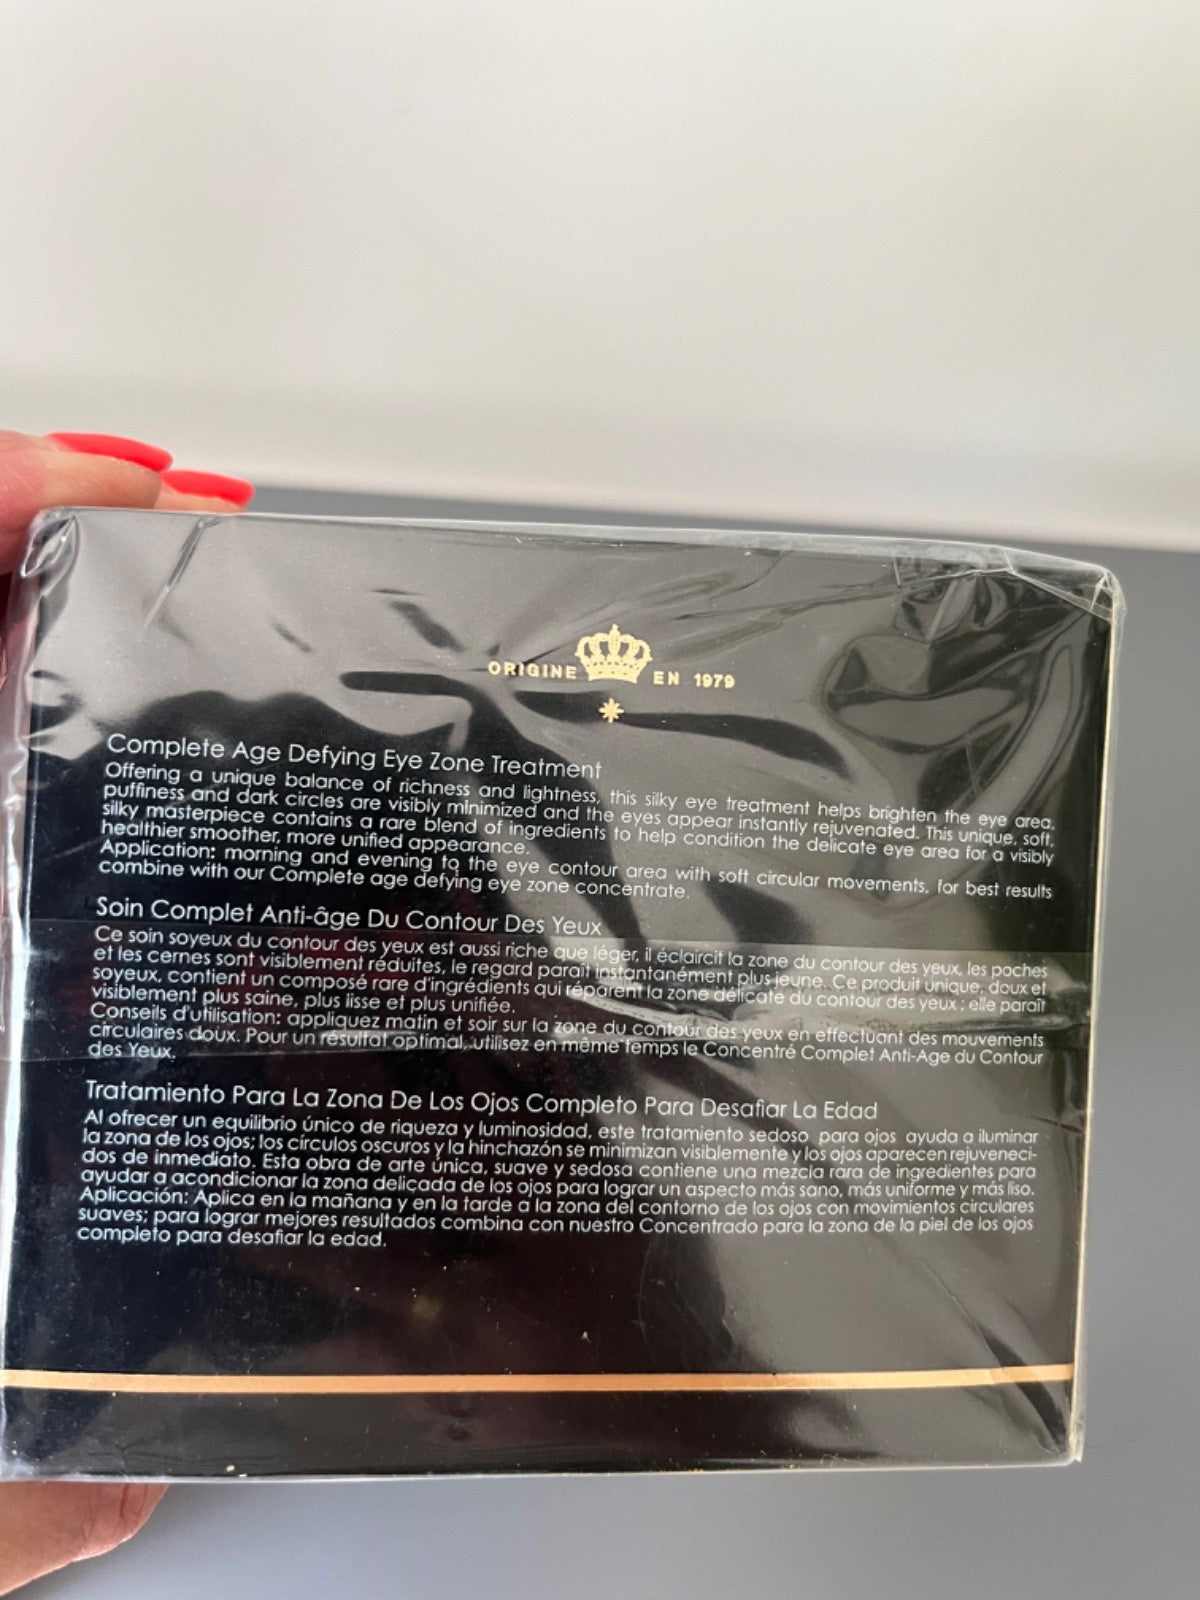 ORIGINE EN 1979
Complete Age Defying Eye Zone Treatment
Offering a unique balance of richness and lightness, this silky eye treatment helps brighten the eye area,
puffiness and dark circles are visibly minimized and the eyes appear instantly rejuvenated. This unique, soft,
silky masterpiece contains a rare blend of ingredients to help condition the delicate eye area for a visibly
healthier smoother, more unified appearance.
Application: morning and evening to the eye contour area with soft circular movements, for best results
combine with our Complete age defying eye zone concentrate.
Soin Complet Anti-âge Du Contour Des Yeux
Ce soin soyeux du contour des yeux est aussi riche que léger, il éclaircit la zone du contour des yeux, les poches
et les cernes sont visiblement réduites, le regard paraît instantanément plus jeune. Ce produit unique, doux et
soyeux, contient un composé rare d'ingrédients qui réparent la zone délicate du contour des yeux ; elle paraît
visiblement plus saine, plus lisse et plus unifiée.
Conseils d'utilisation: appliquez matin et soir sur la zone du contour des yeux en effectuant des mouvements
circulaires doux. Pour un résultat optimal, utilisez en même temps le Concentré Complet Anti-Age du Contour
des Yeux.
Tratamiento Para La Zona De Los Ojos Completo Para Desafiar La Edad
Al ofrecer un equilibrio único de riqueza y luminosidad, este tratamiento sedoso para ojos ayuda a iluminar
la zona de los ojos; los círculos oscuros y la hinchazón se minimizan visiblemente y los ojos aparecen rejuveneci-
dos de inmediato. Esta obra de arte única, suave y sedosa contiene una mezcla rara de ingredientes para
ayudar a acondicionar la zona delicada de los ojos para lograr un aspecto más sano, más uniforme y más liso.
Aplicación: Aplica en la mañana y en la tarde a la zona del contorno de los ojos con movimientos circulares
suaves; para lograr mejores resultados combina con nuestro Concentrado para la zona de la piel de los ojos
completo para desafiar la edad.